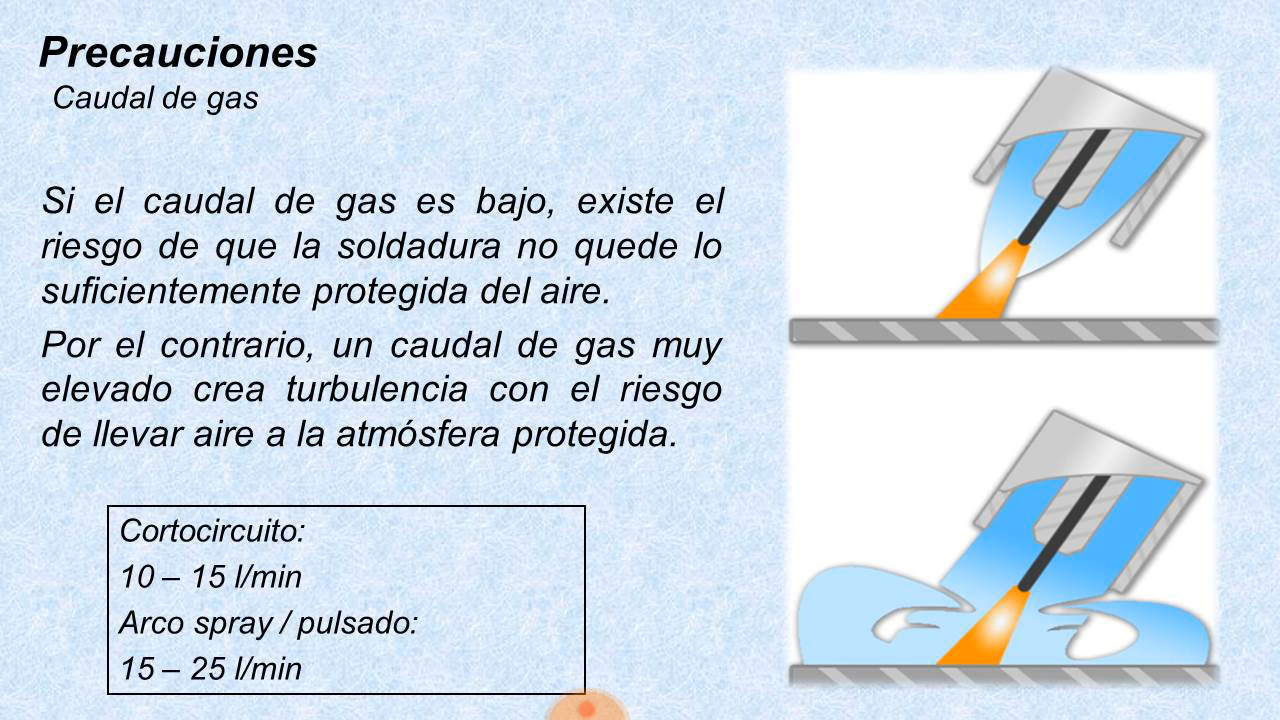 Precauciones
Caudal de gas
Si el caudal de gas es bajo, existe el
riesgo de que la soldadura no quede lo
suficientemente protegida del aire.
Por el contrario, un caudal de gas muy
elevado crea turbulencia con el riesgo
de llevar aire a la atmósfera protegida.
Cortocircuito:
10 – 15 l/min
Arco spray / pulsado:
15 – 25 l/min